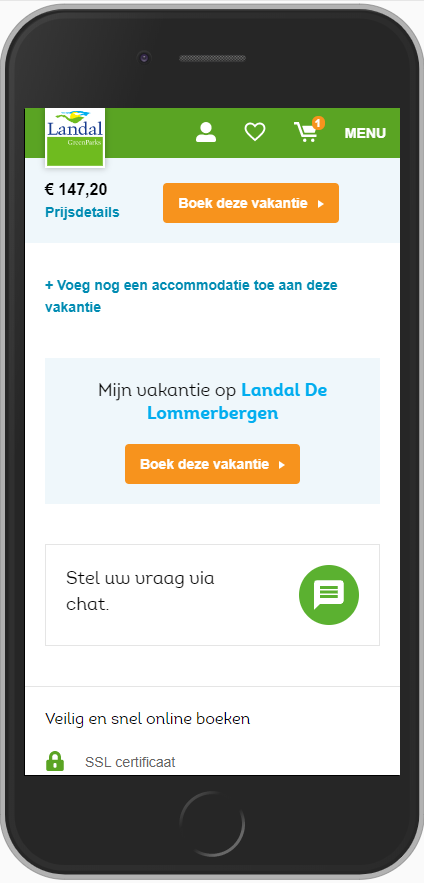 Landal
GreenParks
1
MENU
€ 147,20
Prijsdetails
Boek deze vakantie
+ Voeg nog een accommodatie toe aan deze
vakantie
Mijn vakantie op Landal De
Lommerbergen
Boek deze vakantie
Stel uw vraag via
chat.
Veilig en snel online boeken
SSL certificaat